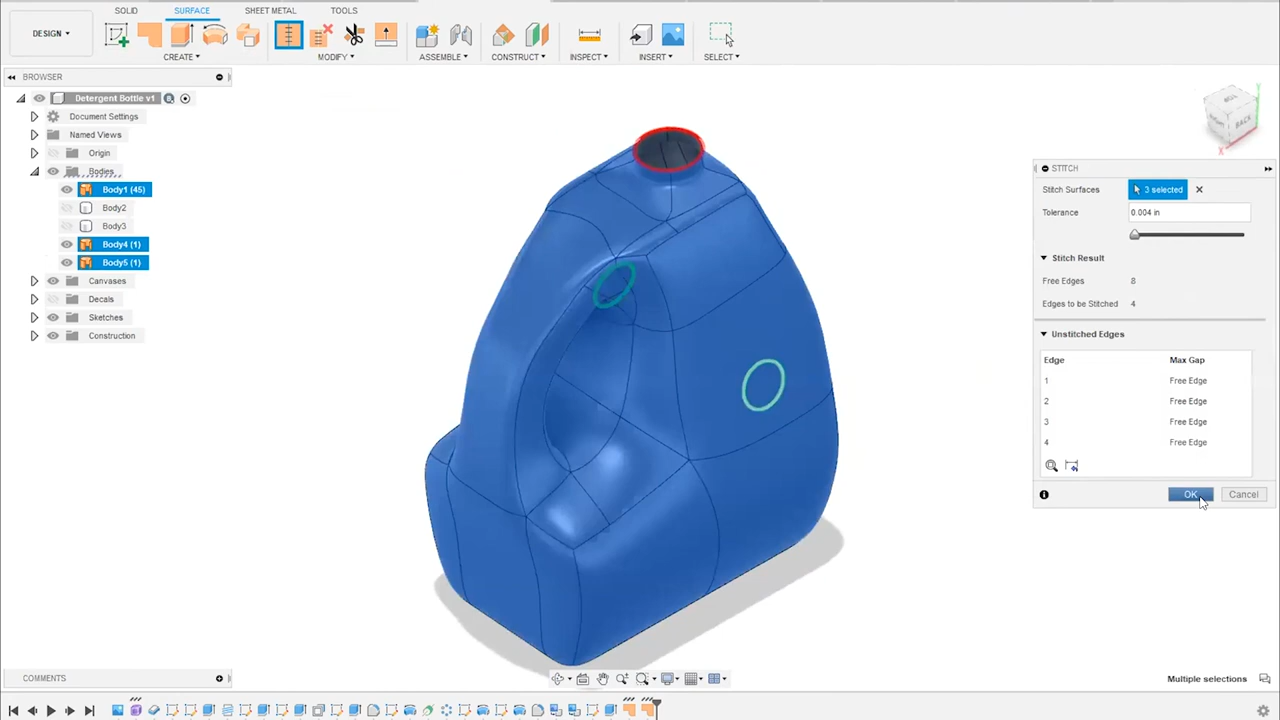 SOLID SURFACE SHEET METAL TOOLS
DESIGN
CREATE MODIFY ASSEMBLE CONSTRUCT INSPECT INSERT SELECT
BROWSER
Detergent Bottle v1
Document Settings
Named Views
Origin
Bodies
Body1 (45)
Body2
Body3
Body4 (1)
Body5 (1)
Canvases
Decals
Sketches
Construction
BACK
STITCH
Stitch Surfaces 3 selected
Tolerance 0.004 in
Stitch Result
Free Edges 8
Edges to be Stitched 4
Unstitched Edges
Edge Max Gap
1 Free Edge
2 Free Edge
3 Free Edge
4 Free Edge
OK Cancel
COMMENTS
Multiple selections